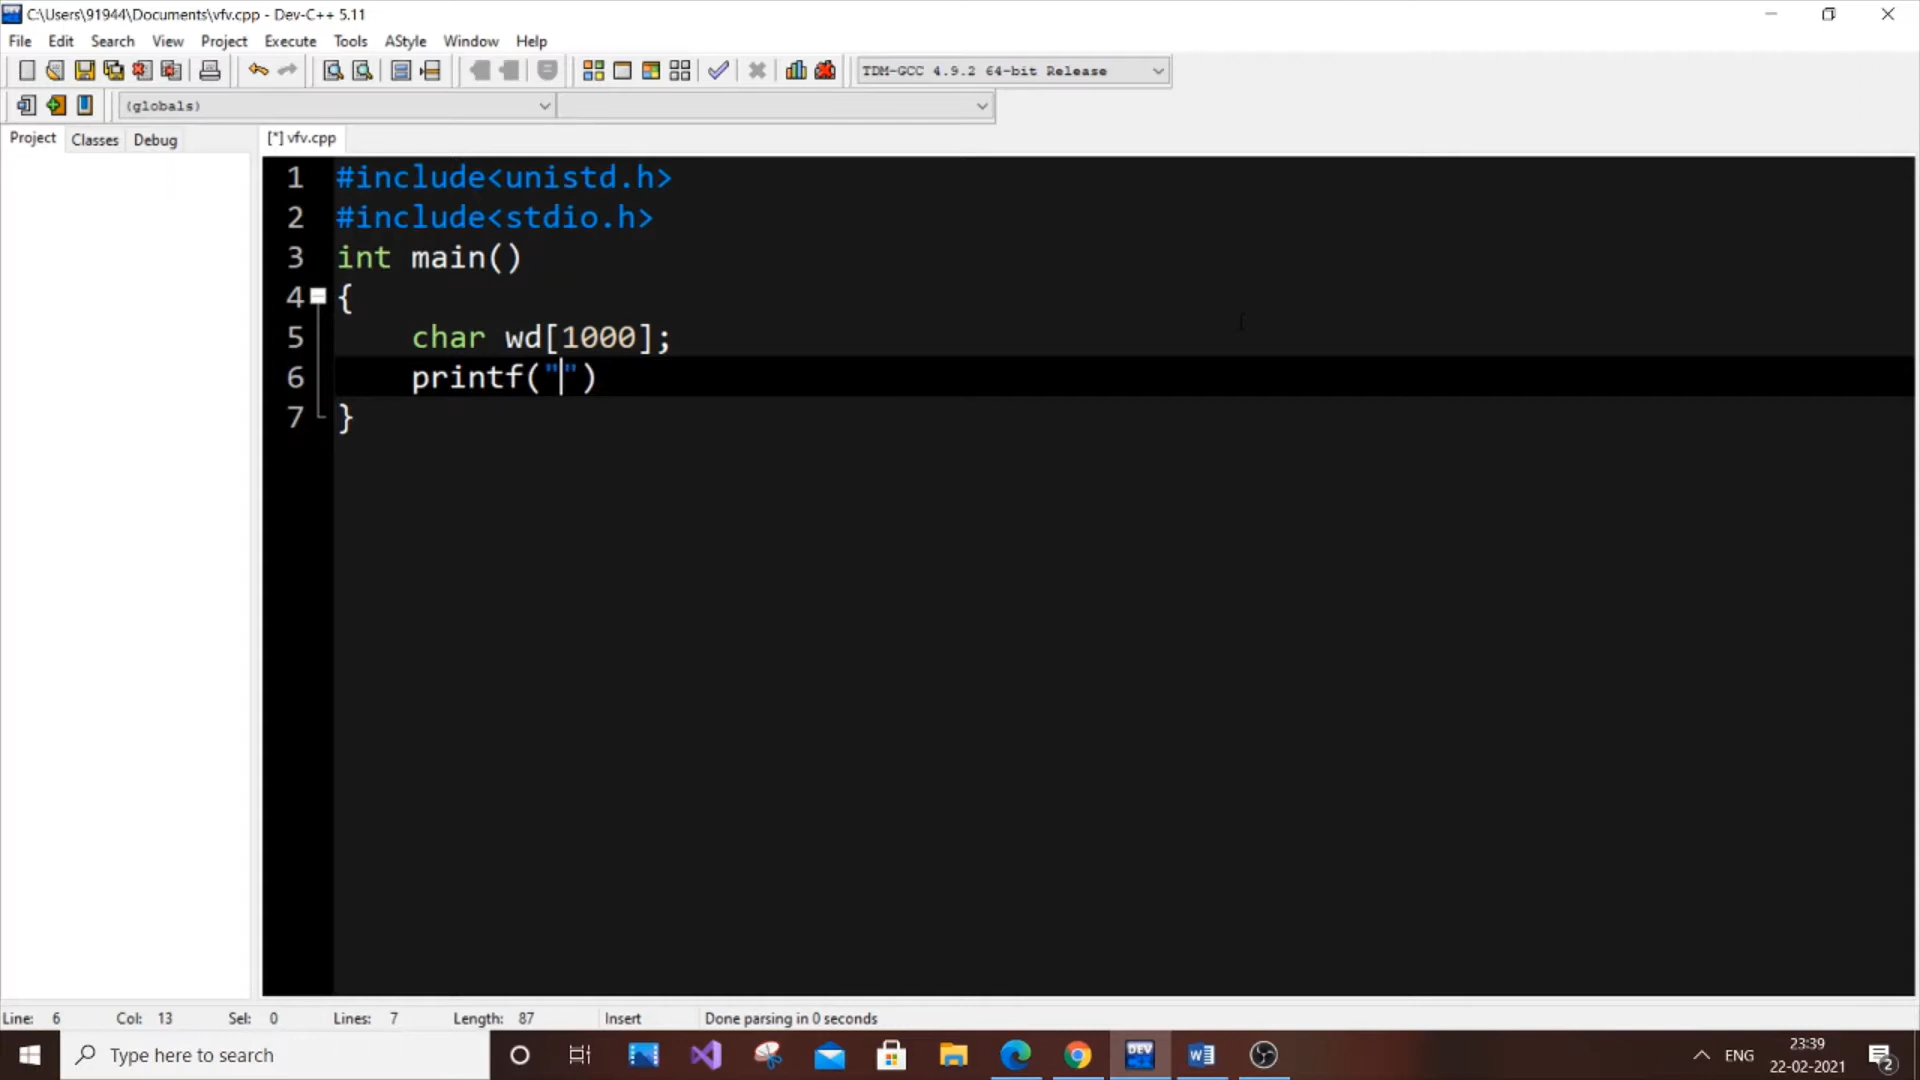 C:\Users\91944\Documents\vfv.cpp - Dev-C++ 5.11
File Edit Search View Project Execute Tools AStyle Window Help
TDM-GCC 4.9.2 64-bit Release
(globals)
Project Classes Debug [*] vfv.cpp
1 #include<unistd.h>
2 #include<stdio.h>
3 int main()
4 {
5 char wd[1000];
6 printf("")
7 }
Line: 6 Col: 13 Sel: 0 Lines: 7 Length: 87 Insert Done parsing in 0 seconds
Type here to search DEV ENG 23:39
22-02-2021 2